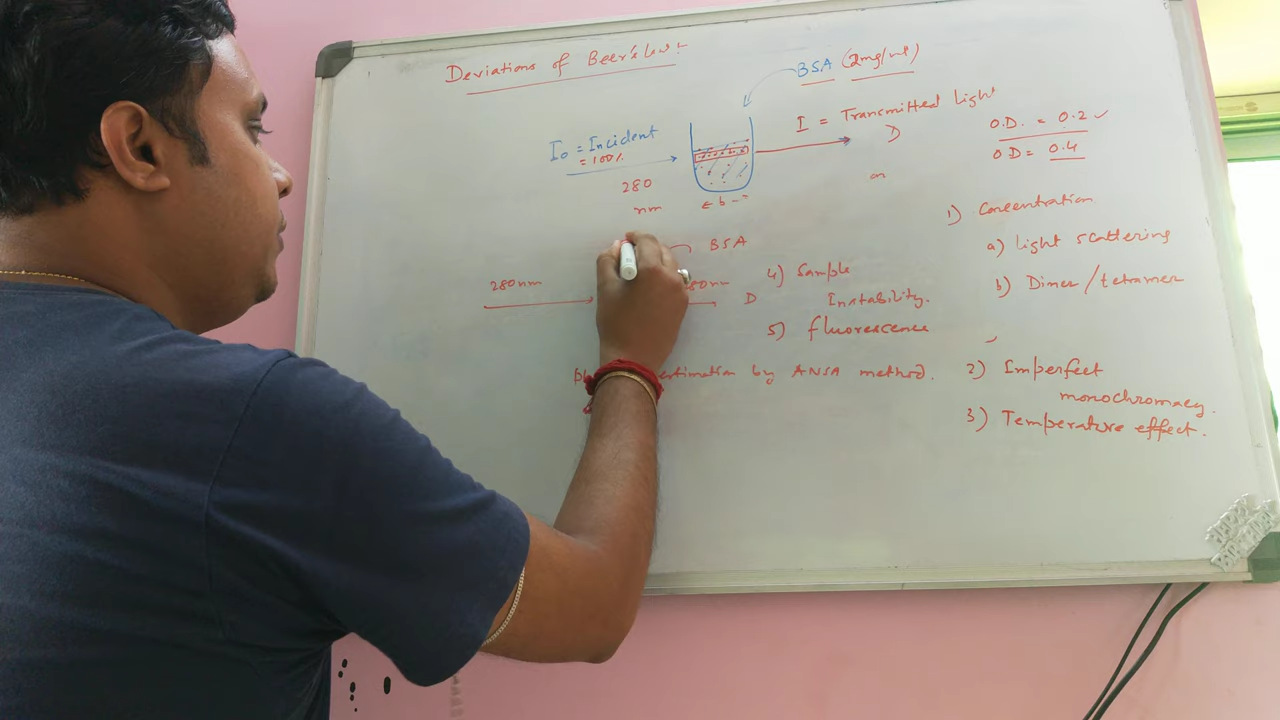 Deviations of Beer's law:-
BSA (2mg/ml)
I₀ = Incident
= 100%
280
nm
← b -→
I = Transmitted light
D
O.D. = 0.2 ✓
O D = 0.4
1) Concentration
a) light scattering
b) Dimer/tetramer
2) Imperfect
monochromacy.
3) Temperature effect.
BSA
280nm
80nm D
4) Sample
Instability.
5) fluorescence
estimation by ANSA method.